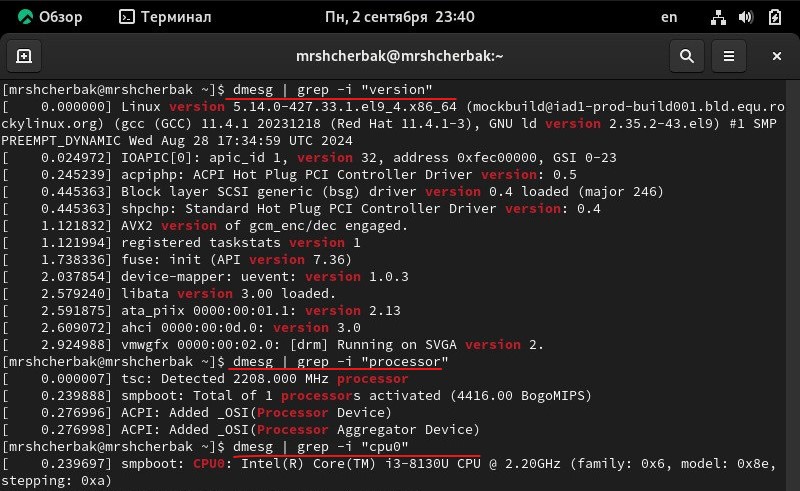 Обзор Терминал Пн, 2 сентября 23:40 en
mrshcherbak@mrshcherbak:~
[mrshcherbak@mrshcherbak ~]$ dmesg | grep -i "version"
[    0.000000] Linux version 5.14.0-427.33.1.el9_4.x86_64 (mockbuild@iad1-prod-build001.bld.equ.ro
ckylinux.org) (gcc (GCC) 11.4.1 20231218 (Red Hat 11.4.1-3), GNU ld version 2.35.2-43.el9) #1 SMP
PREEMPT_DYNAMIC Wed Aug 28 17:34:59 UTC 2024
[    0.024972] IOAPIC[0]: apic_id 1, version 32, address 0xfec00000, GSI 0-23
[    0.245239] acpiphp: ACPI Hot Plug PCI Controller Driver version: 0.5
[    0.445363] Block layer SCSI generic (bsg) driver version 0.4 loaded (major 246)
[    0.445363] shpchp: Standard Hot Plug PCI Controller Driver version: 0.4
[    1.121832] AVX2 version of gcm_enc/dec engaged.
[    1.121994] registered taskstats version 1
[    1.738336] fuse: init (API version 7.36)
[    2.037854] device-mapper: uevent: version 1.0.3
[    2.579240] libata version 3.00 loaded.
[    2.591875] ata_piix 0000:00:01.1: version 2.13
[    2.609072] ahci 0000:00:0d.0: version 3.0
[    2.924988] vmwgfx 0000:00:02.0: [drm] Running on SVGA version 2.
[mrshcherbak@mrshcherbak ~]$ dmesg | grep -i "processor"
[    0.000007] tsc: Detected 2208.000 MHz processor
[    0.239888] smpboot: Total of 1 processors activated (4416.00 BogoMIPS)
[    0.276996] ACPI: Added _OSI(Processor Device)
[    0.276998] ACPI: Added _OSI(Processor Aggregator Device)
[mrshcherbak@mrshcherbak ~]$ dmesg | grep -i "cpu0"
[    0.239697] smpboot: CPU0: Intel(R) Core(TM) i3-8130U CPU @ 2.20GHz (family: 0x6, model: 0x8e,
stepping: 0xa)